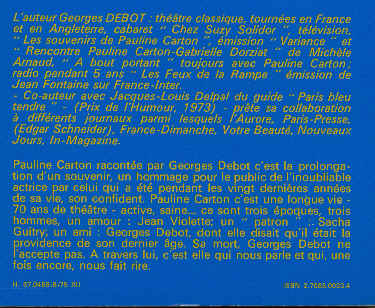 L'auteur Georges DEBOT : théâtre classique, tournées en France
et en Angleterre, cabaret " Chez Suzy Solidor ", télévision,
" Les souvenirs de Pauline Carton ", émission " Variance " et
" Rencontre Pauline Carton-Gabrielle Dorziat " de Michèle
Arnaud, " A bout portant " toujours avec Pauline Carton ;
radio pendant 5 ans " Les Feux de la Rampe " émission de
Jean Fontaine sur France-Inter.
- Co-auteur avec Jacques-Louis Delpal du guide " Paris bleu
tendre " - (Prix de l'Humour, 1973) - prête sa collaboration
à différents journaux parmi lesquels l'Aurore, Paris-Presse,
(Edgar Schneider), France-Dimanche, Votre Beauté, Nouveaux
Jours, In-Magazine.
Pauline Carton racontée par Georges Debot c'est la prolonga-
tion d'un souvenir, un hommage pour le public de l'inoubliable
actrice par celui qui a été pendant les vingt dernières années
de sa vie, son confident. Pauline Carton c'est une longue vie -
70 ans de théâtre - active, saine... ce sont trois époques, trois
hommes, un amour : Jean Violette; un " patron " .. Sacha
Guitry; un ami : Georges Debot, dont elle disait qu'il était la
providence de son dernier âge. Sa mort, Georges Debot ne
l'accepte pas. A travers lui, c'est elle qui nous parle et qui, une
fois encore, nous fait rire.
ISBN 2.7065.0023.4